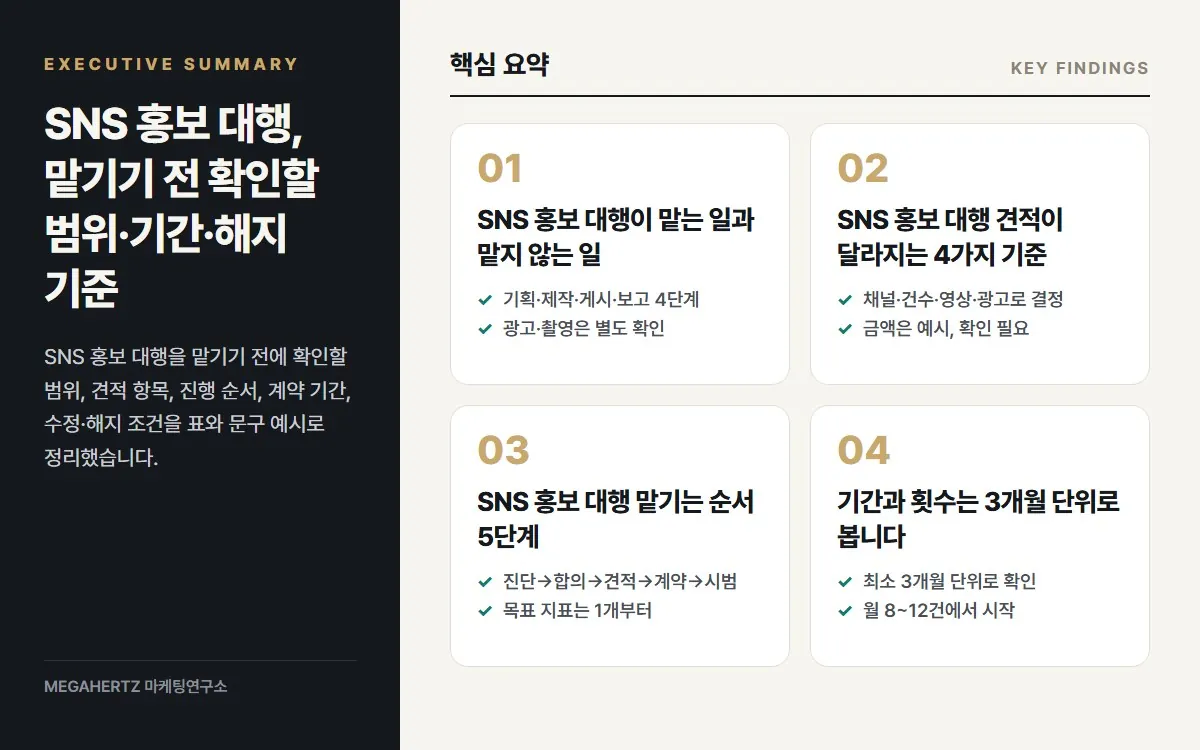 EXECUTIVE SUMMARY
SNS 홍보 대행,
맡기기 전 확인할
범위·기간·해지
기준
SNS 홍보 대행을 맡기기 전에 확인할
범위, 견적 항목, 진행 순서, 계약 기간,
수정·해지 조건을 표와 문구 예시로
정리했습니다.
MEGAHERTZ 마케팅연구소
핵심 요약
KEY FINDINGS
01
SNS 홍보 대행이 맡는 일과
맡지 않는 일
✓ 기획·제작·게시·보고 4단계
✓ 광고·촬영은 별도 확인
02
SNS 홍보 대행 견적이
달라지는 4가지 기준
✓ 채널·건수·영상·광고로 결정
✓ 금액은 예시, 확인 필요
03
SNS 홍보 대행 맡기는 순서
5단계
✓ 진단→합의→견적→계약→시범
✓ 목표 지표는 1개부터
04
기간과 횟수는 3개월 단위로
봅니다
✓ 최소 3개월 단위로 확인
✓ 월 8~12건에서 시작